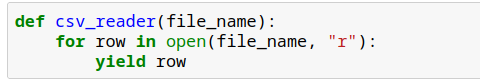 def csv_reader(file_name):
    for row in open(file_name, "r"):
        yield row